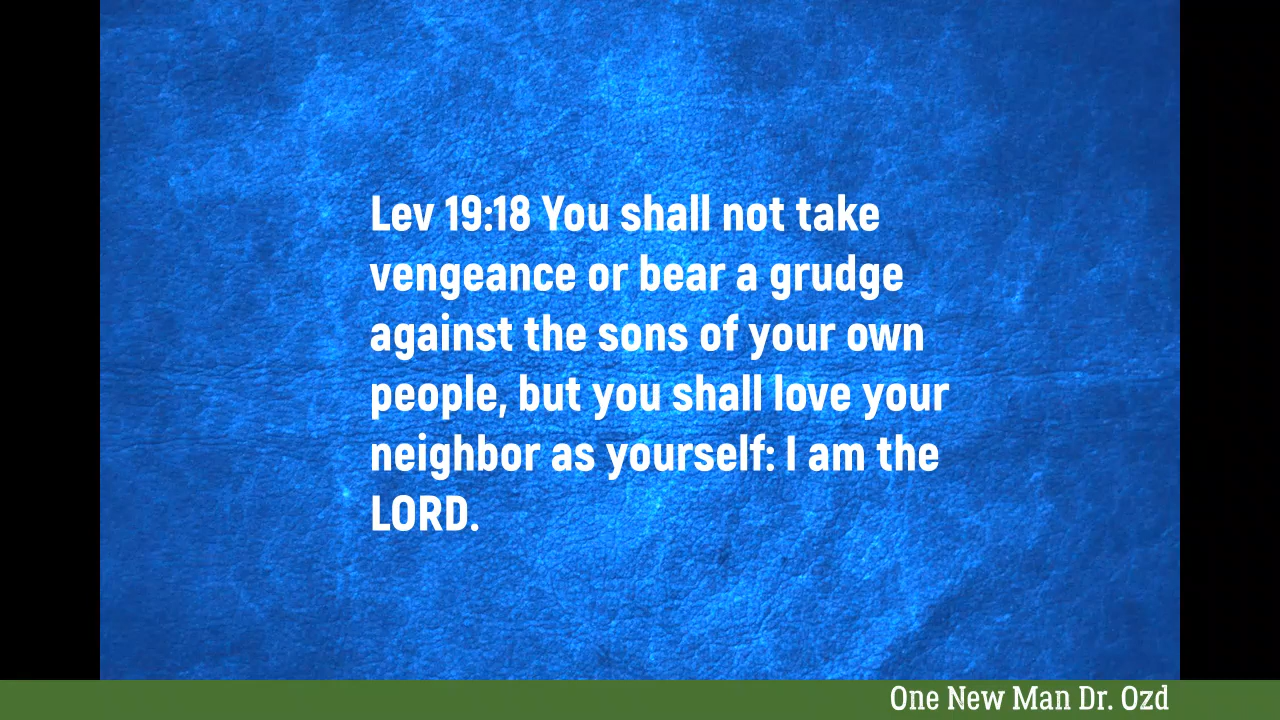 Lev 19:18 You shall not take
vengeance or bear a grudge
against the sons of your own
people, but you shall love your
neighbor as yourself: I am the
LORD.
One New Man Dr. Ozd